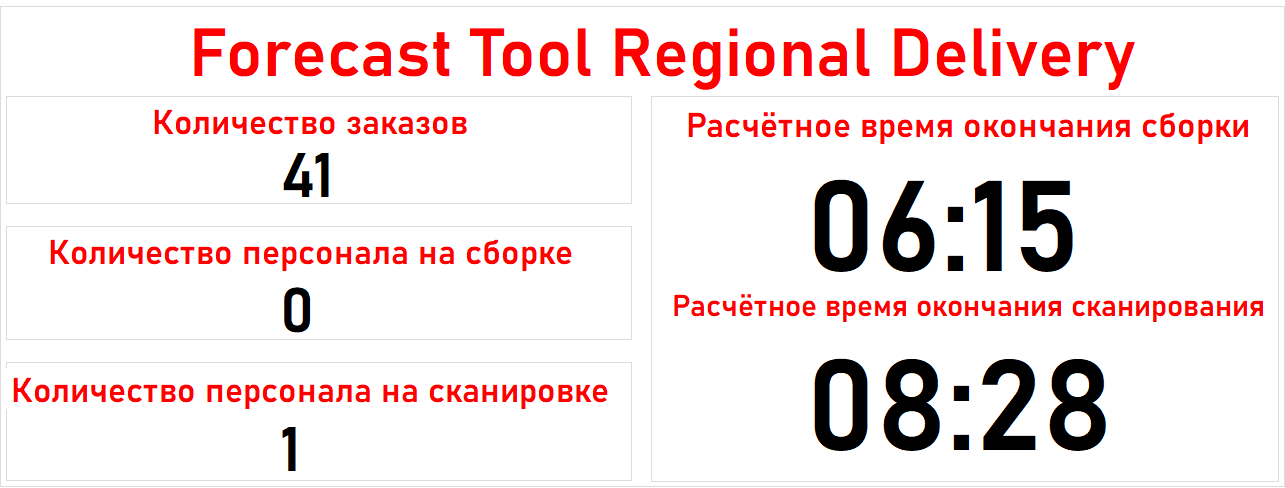 Forecast Tool Regional Delivery
Количество заказов
41
Количество персонала на сборке
0
Количество персонала на сканировке
1
Расчётное время окончания сборки
06:15
Расчётное время окончания сканирования
08:28